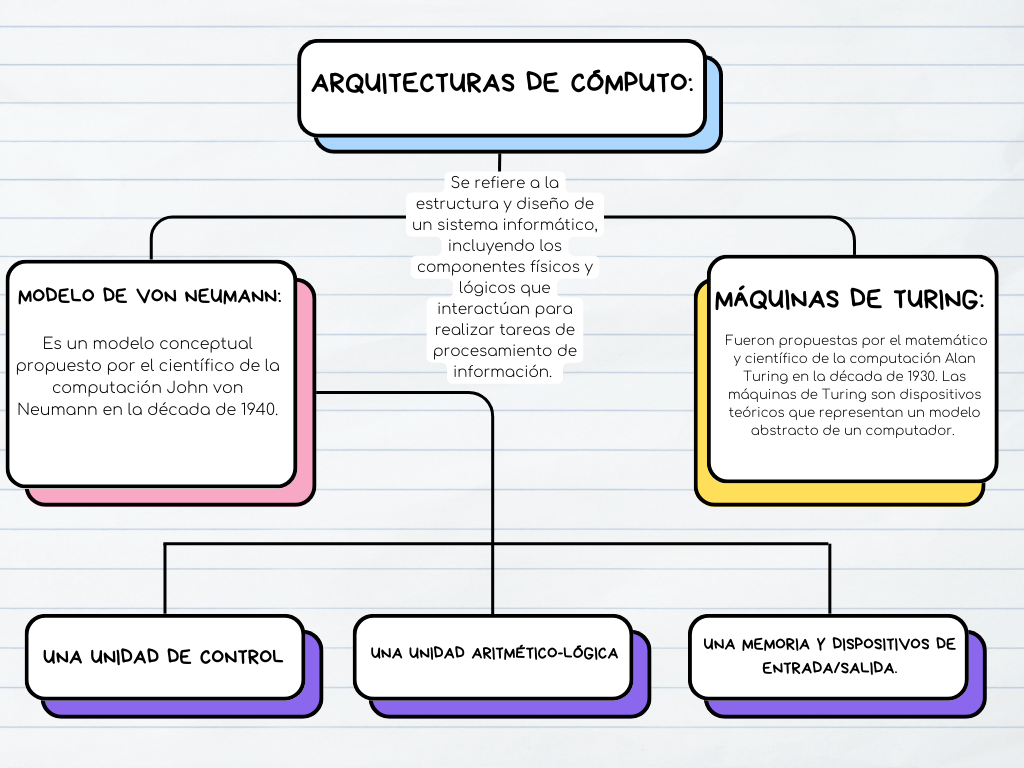 ARQUITECTURAS DE CÓMPUTO:
Se refiere a la
estructura y diseño de
un sistema informático,
incluyendo los
componentes físicos y
lógicos que
interactúan para
realizar tareas de
procesamiento de
información.
MODELO DE VON NEUMANN:
Es un modelo conceptual
propuesto por el científico de la
computación John von
Neumann en la década de 1940.
MÁQUINAS DE TURING:
Fueron propuestas por el matemático
y científico de la computación Alan
Turing en la década de 1930. Las
máquinas de Turing son dispositivos
teóricos que representan un modelo
abstracto de un computador.
UNA UNIDAD DE CONTROL
UNA UNIDAD ARITMÉTICO-LÓGICA
UNA MEMORIA Y DISPOSITIVOS DE
ENTRADA/SALIDA.